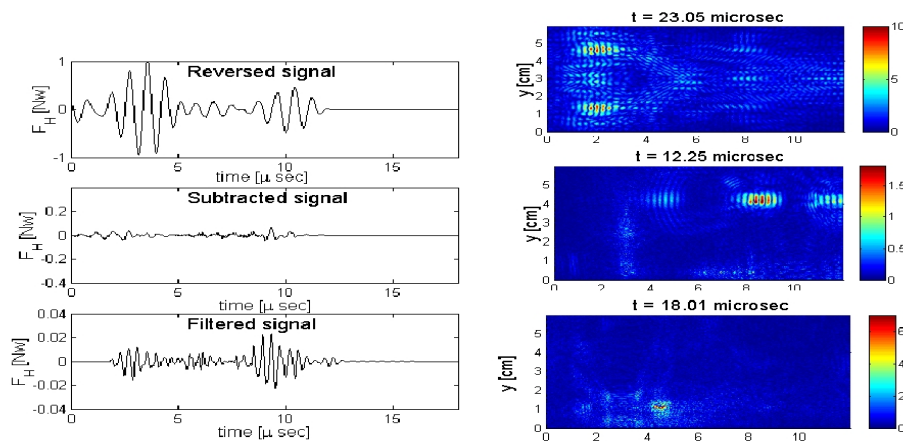 Reversed signal
1
0
-1
F_H [Nw]
0 5 10 15
time [μ sec]
Subtracted signal
0.2
0
-0.2
-0.4
F_H [Nw]
0 5 10 15
time [μ sec]
Filtered signal
0.04
0.02
0
-0.02
-0.04
F_H [Nw]
0 5 10 15
time [μ sec]
t = 23.05 microsec
5
4
3
2
1
0
y [cm]
0 2 4 6 8 10
10
5
0
t = 12.25 microsec
5
4
3
2
1
0
y [cm]
0 2 4 6 8 10
1.5
1
0.5
0
t = 18.01 microsec
5
4
3
2
1
0
y [cm]
0 2 4 6 8 10
6
4
2
0